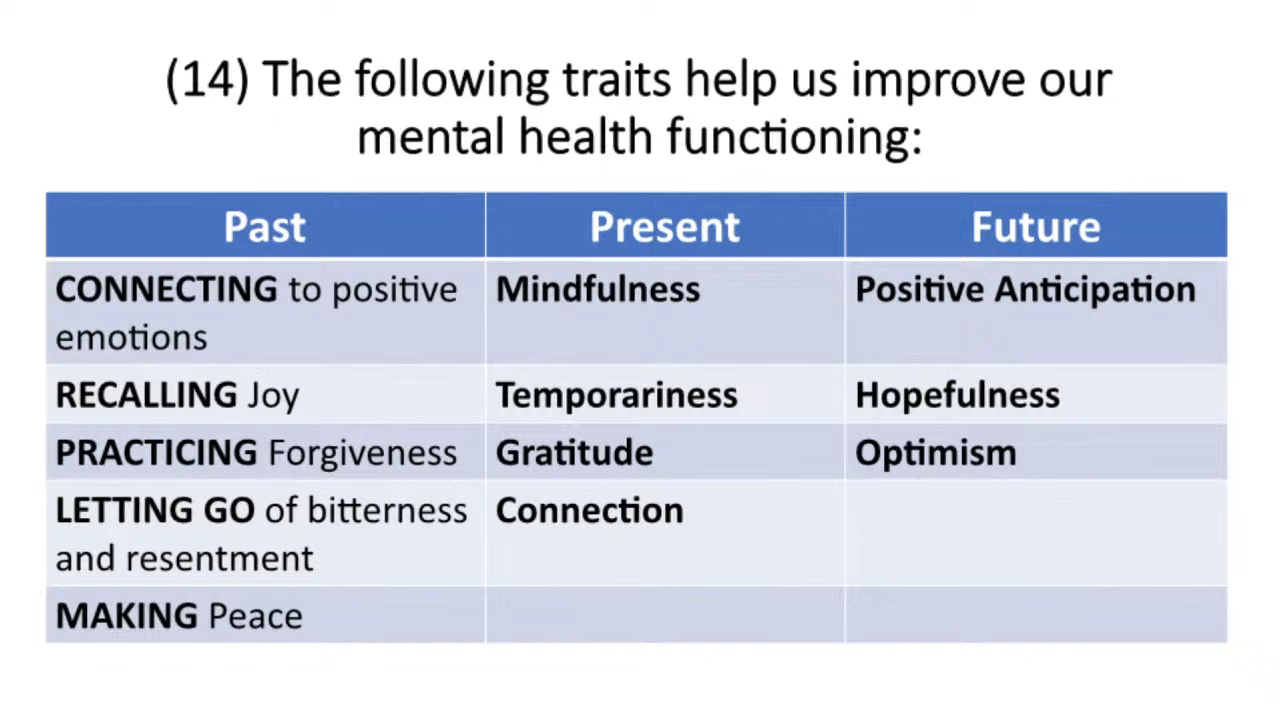 (14) The following traits help us improve our
mental health functioning:
Past Present Future
CONNECTING to positive
emotions
Mindfulness
Positive Anticipation
RECALLING Joy
Temporariness
Hopefulness
PRACTICING Forgiveness
Gratitude
Optimism
LETTING GO of bitterness
and resentment
Connection
MAKING Peace